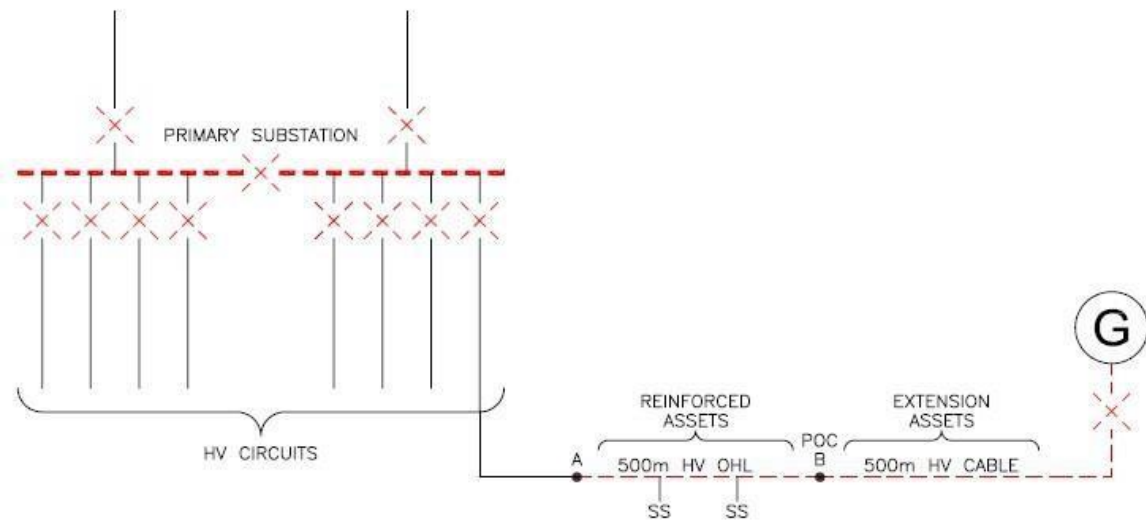 PRIMARY SUBSTATION
G
REINFORCED
ASSETS
EXTENSION
ASSETS
HV CIRCUITS
A
500m HV OHL
POC
B
500m HV CABLE
SS
SS